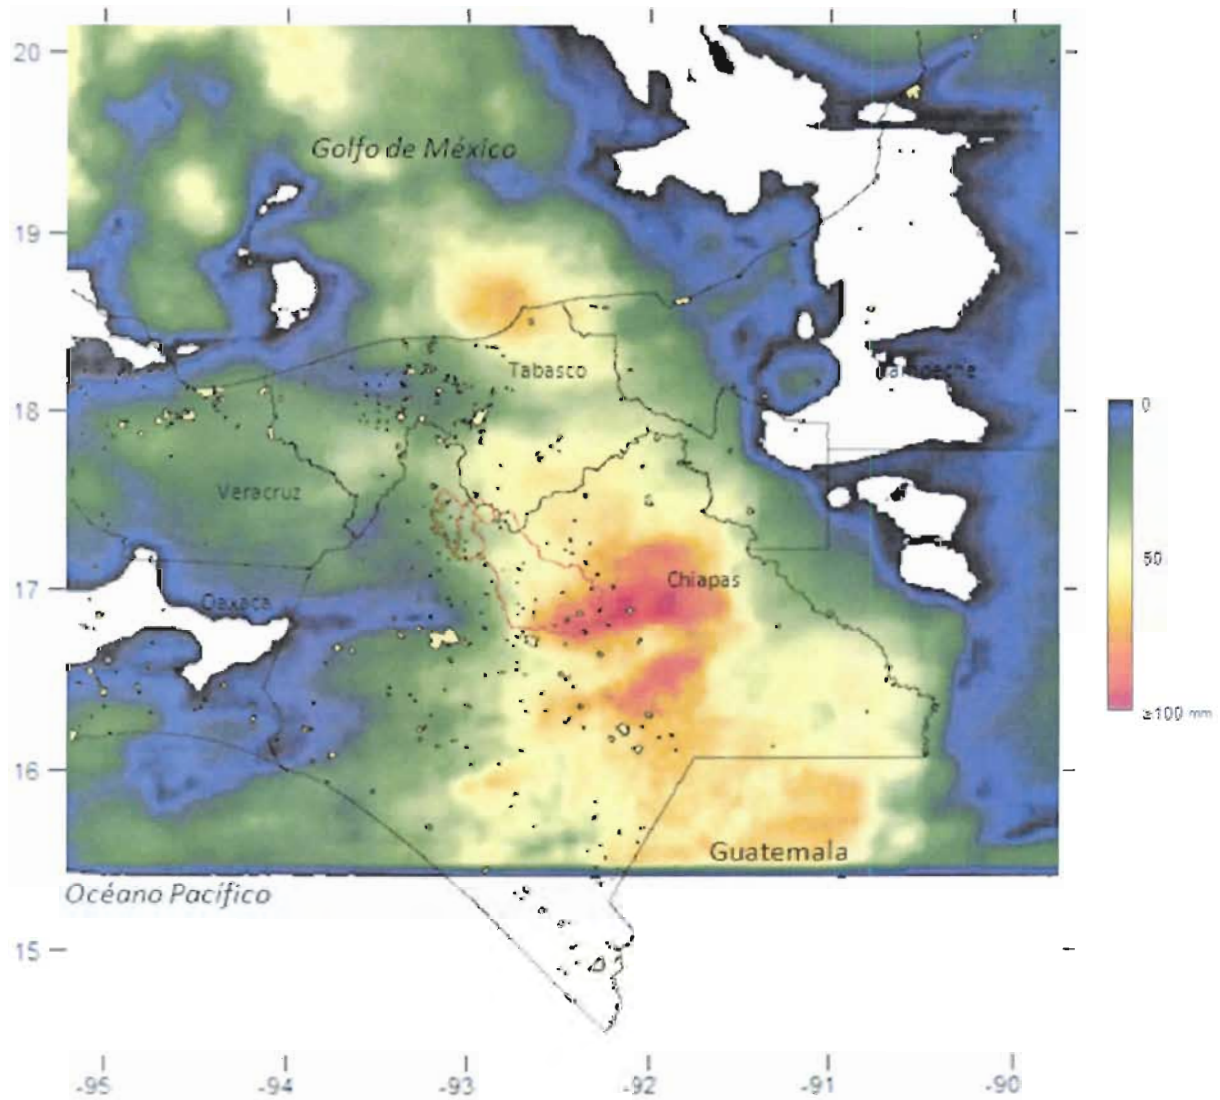 20
Golfo de México
19
0
Tabasco
Campeche
18
Veracruz
50
Chiapas
17
Oaxaca
≥100 mm
16
Guatemala
Océano Pacífico
15
-95 -94 -93 -92 -91 -90